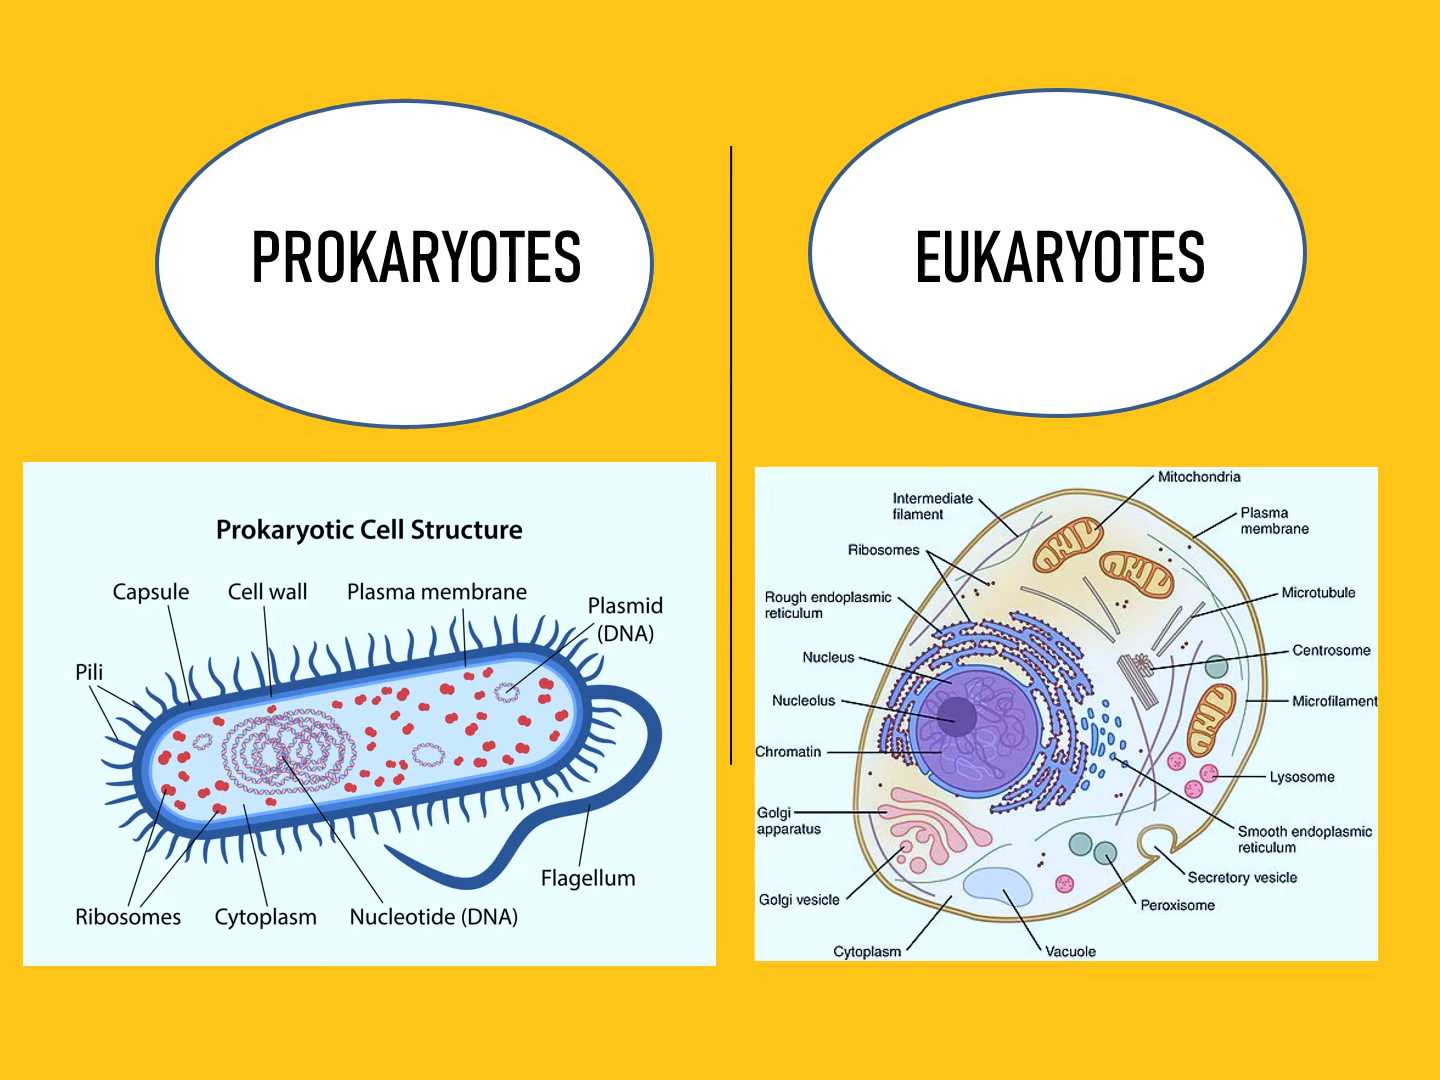 PROKARYOTES
EUKARYOTES
Prokaryotic Cell Structure
Capsule
Cell wall
Plasma membrane
Plasmid
(DNA)
Pili
Flagellum
Ribosomes
Cytoplasm
Nucleotide (DNA)
Mitochondria
Intermediate
filament
Plasma
membrane
Ribosomes
Rough endoplasmic
reticulum
Microtubule
Nucleus
Centrosome
Nucleolus
Microfilament
Chromatin
Lysosome
Golgi
apparatus
Smooth endoplasmic
reticulum
Secretory vesicle
Golgi vesicle
Peroxisome
Cytoplasm
Vacuole